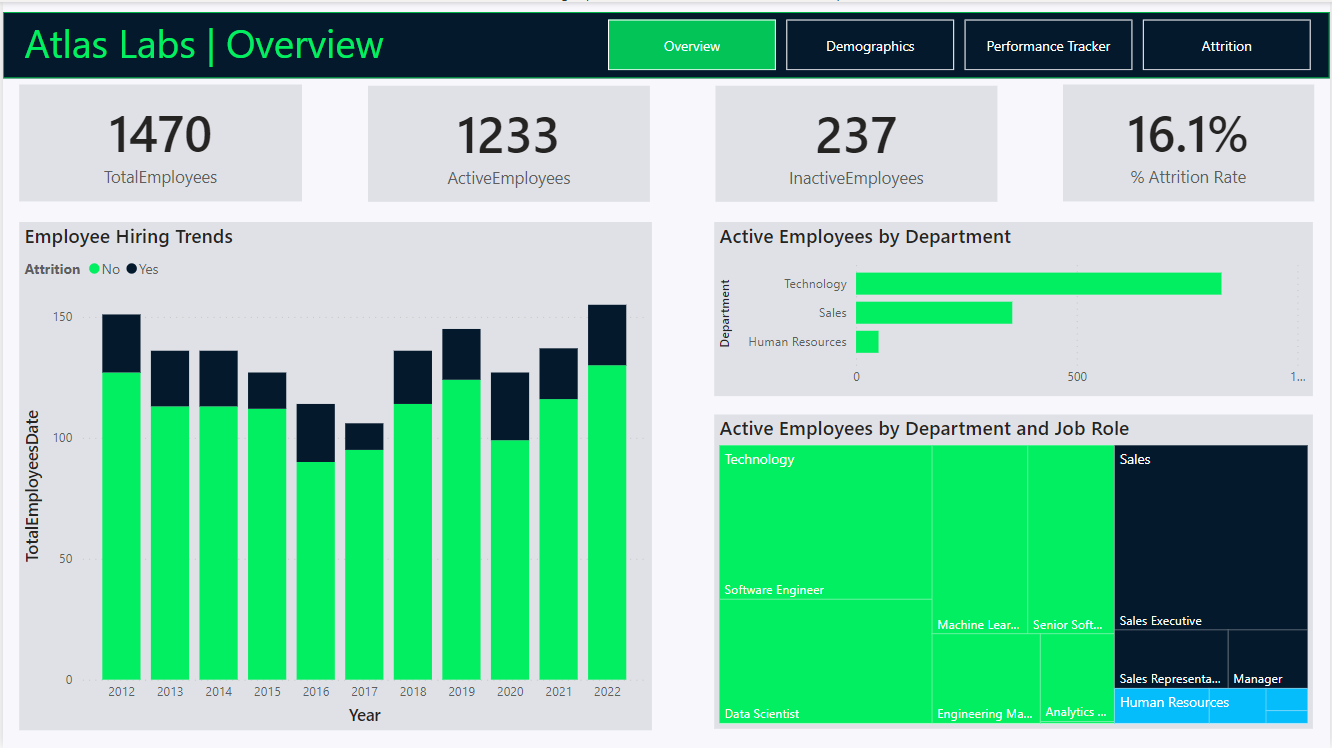 Atlas Labs | Overview
Overview
Demographics
Performance Tracker
Attrition
1470
TotalEmployees
1233
ActiveEmployees
237
InactiveEmployees
16.1%
% Attrition Rate
Employee Hiring Trends
Attrition No Yes
150
100
50
0
TotalEmployeesDate
2012 2013 2014 2015 2016 2017 2018 2019 2020 2021 2022
Year
Active Employees by Department
Department
Technology
Sales
Human Resources
0 500 1...
Active Employees by Department and Job Role
Technology
Software Engineer
Data Scientist
Machine Lear...
Senior Soft...
Engineering Ma...
Analytics ...
Sales
Sales Executive
Sales Representa...
Manager
Human Resources